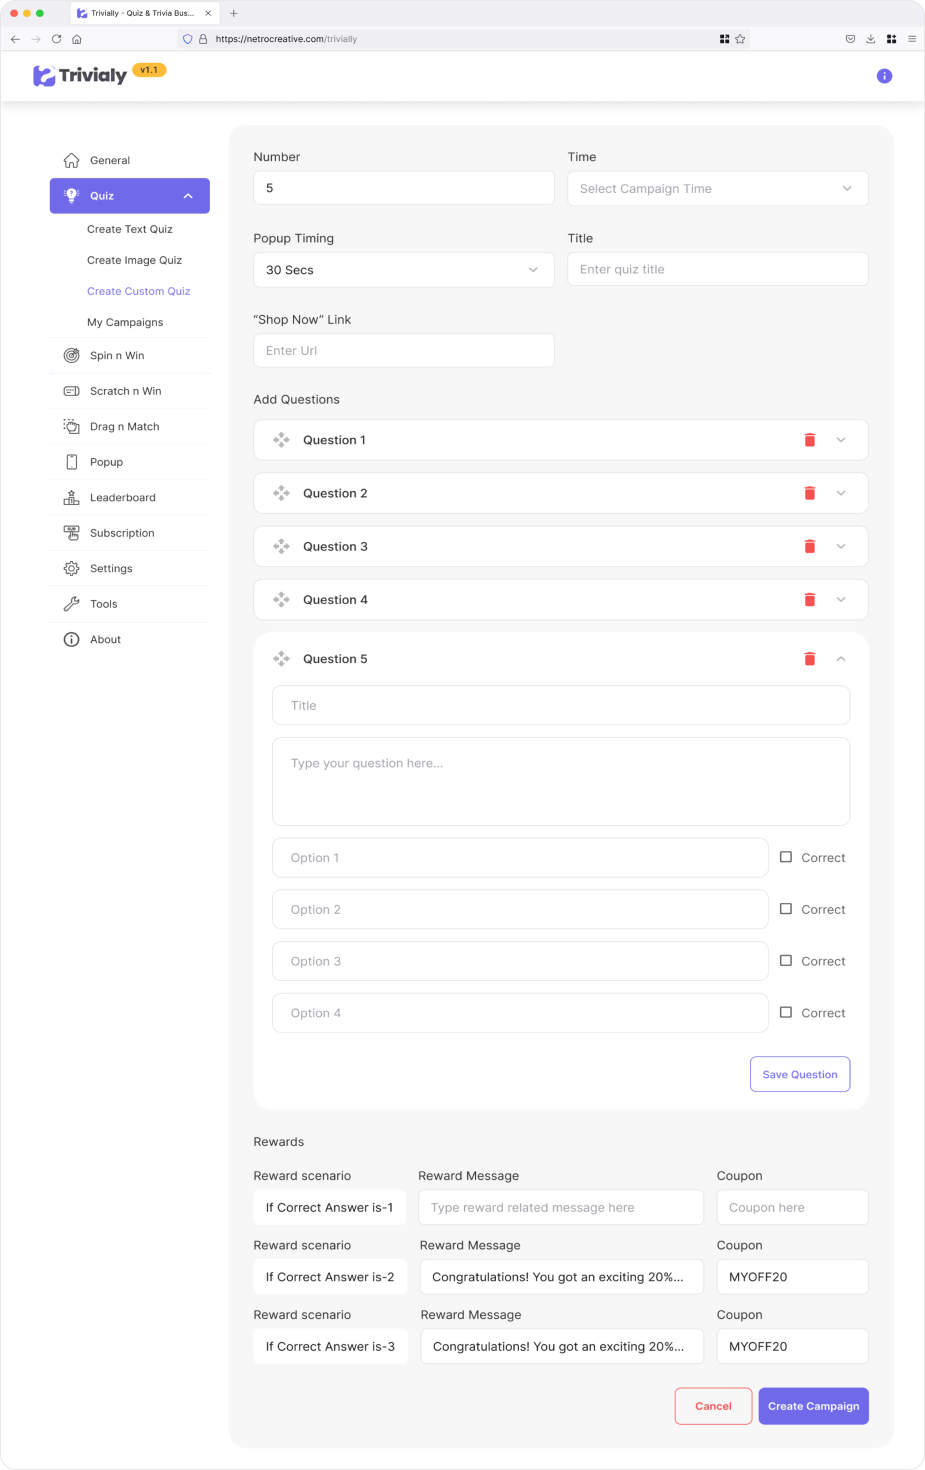 Trivially - Quiz & Trivia Bus...
https://netrocreative.com/trivially
Trivialy v1.1
General
Quiz
Create Text Quiz
Create Image Quiz
Create Custom Quiz
My Campaigns
Spin n Win
Scratch n Win
Drag n Match
Popup
Leaderboard
Subscription
Settings
Tools
About
Number
5
Time
Select Campaign Time
Popup Timing
30 Secs
Title
Enter quiz title
“Shop Now” Link
Enter Url
Add Questions
Question 1
Question 2
Question 3
Question 4
Question 5
Title
Type your question here...
Option 1
Correct
Option 2
Correct
Option 3
Correct
Option 4
Correct
Save Question
Rewards
Reward scenario
If Correct Answer is-1
Reward Message
Type reward related message here
Coupon
Coupon here
Reward scenario
If Correct Answer is-2
Reward Message
Congratulations! You got an exciting 20%...
Coupon
MYOFF20
Reward scenario
If Correct Answer is-3
Reward Message
Congratulations! You got an exciting 20%...
Coupon
MYOFF20
Cancel
Create Campaign